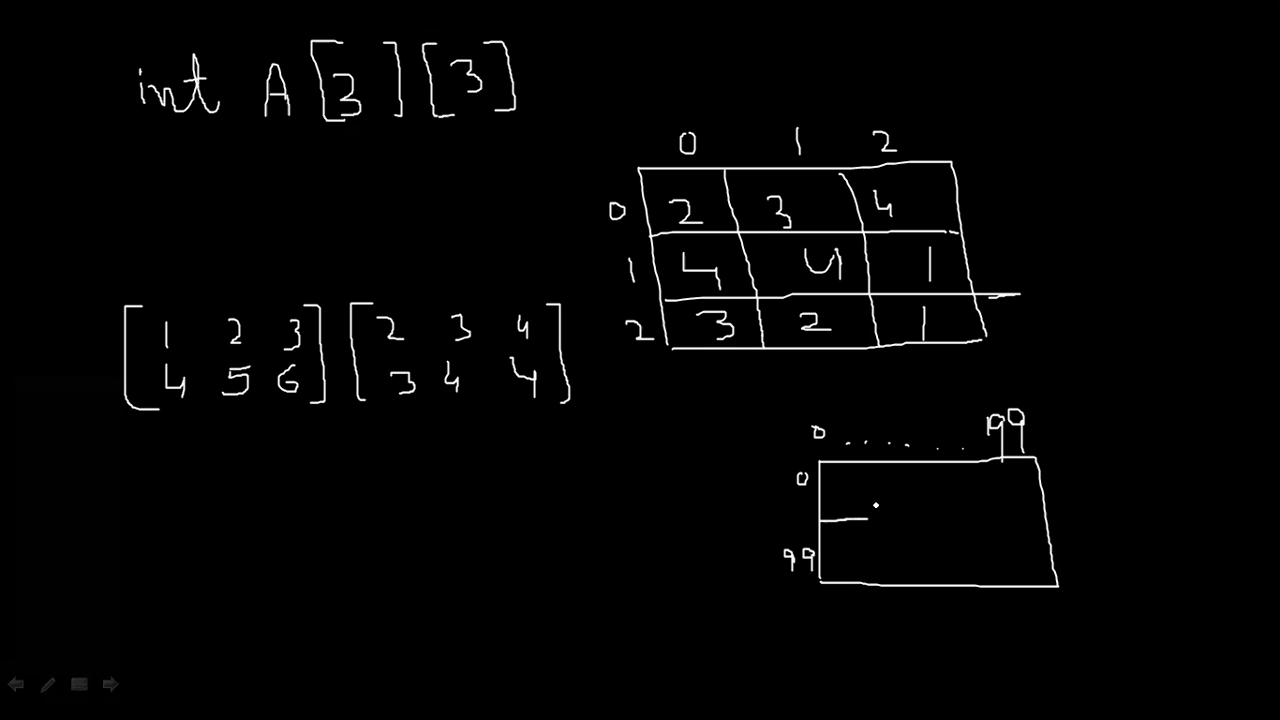 int A[3][3]
0 1 2
0 2 3 4
1 4 4 1
2 3 2 1
[1 2 3] [2 3 4]
[4 5 6] [3 4 4]
0 ...... 99
0
99